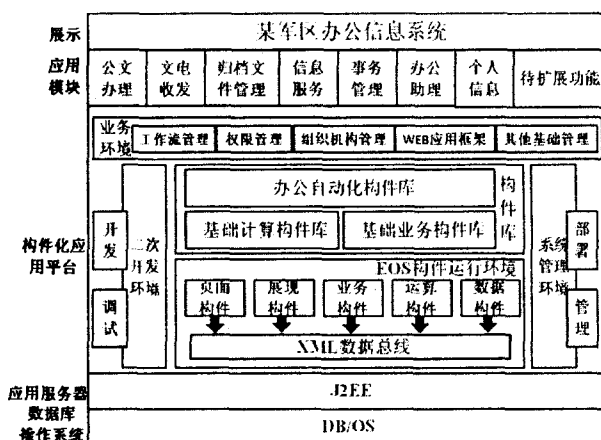 展示
某军区办公信息系统
应用
模块
公文
办理
文电
收发
归档文
件管理
信息
服务
事务
管理
办公
助理
个人
信息
待扩展功能
业务
环境
工作流管理
权限管理
组织机构管理
WEB应用框架
其他基础管理
构件化应
用平台
开
发
调
试
二次
开发
环境
办公自动化构件库
基础计算构件库
基础业务构件库
构
件
库
EOS构件运行环境
页面
构件
展现
构件
业务
构件
运算
构件
数据
构件
XML数据总线
系统
管理
环境
部
署
管
理
应用服务器
数据库
操作系统
J2EE
DB/OS